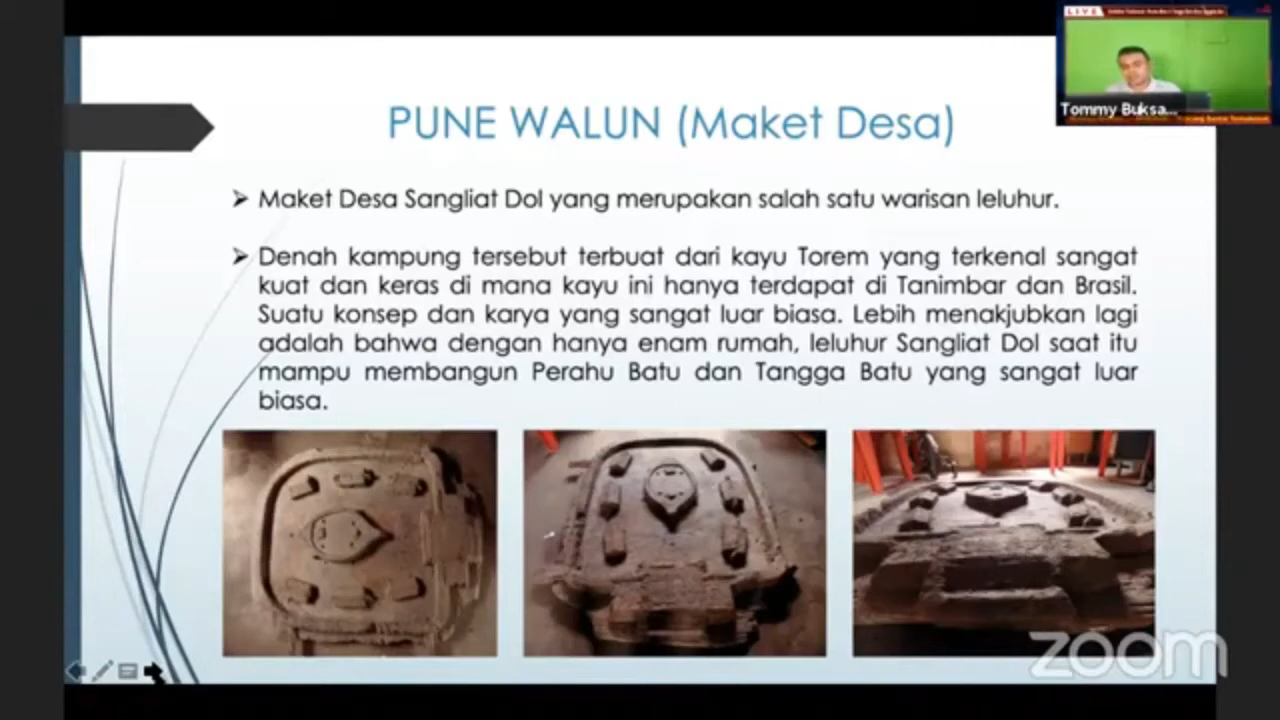 LIVE
Tommy Buksa...
PUNE WALUN (Maket Desa)
➢ Maket Desa Sangliat Dol yang merupakan salah satu warisan leluhur.
➢ Denah kampung tersebut terbuat dari kayu Torem yang terkenal sangat
kuat dan keras di mana kayu ini hanya terdapat di Tanimbar dan Brasil.
Suatu konsep dan karya yang sangat luar biasa. Lebih menakjubkan lagi
adalah bahwa dengan hanya enam rumah, leluhur Sangliat Dol saat itu
mampu membangun Perahu Batu dan Tangga Batu yang sangat luar
biasa.
zoom